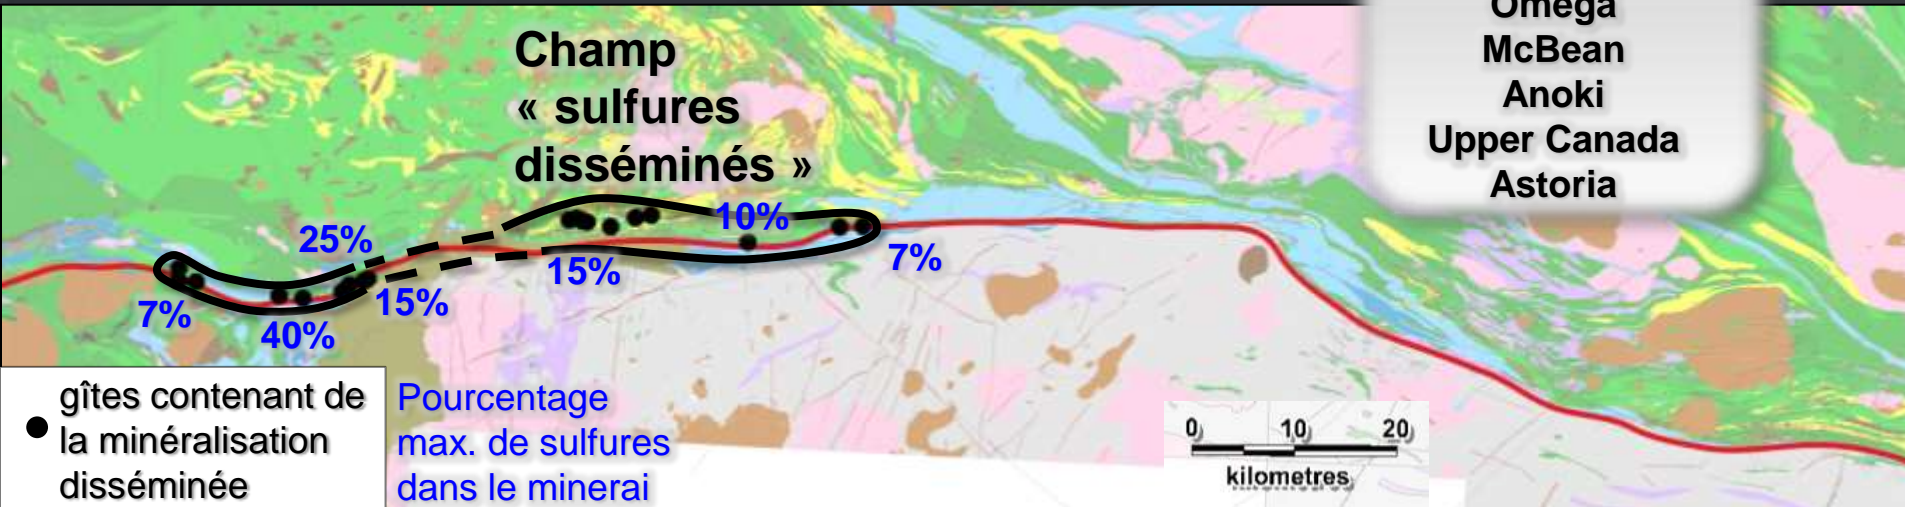 Omega
McBean
Anoki
Upper Canada
Astoria
Champ
« sulfures
disséminés »
10%
25%
15%
7%
15%
7%
40%
gîtes contenant de
la minéralisation
disséminée
Pourcentage
max. de sulfures
dans le minerai
0 10 20
kilometres